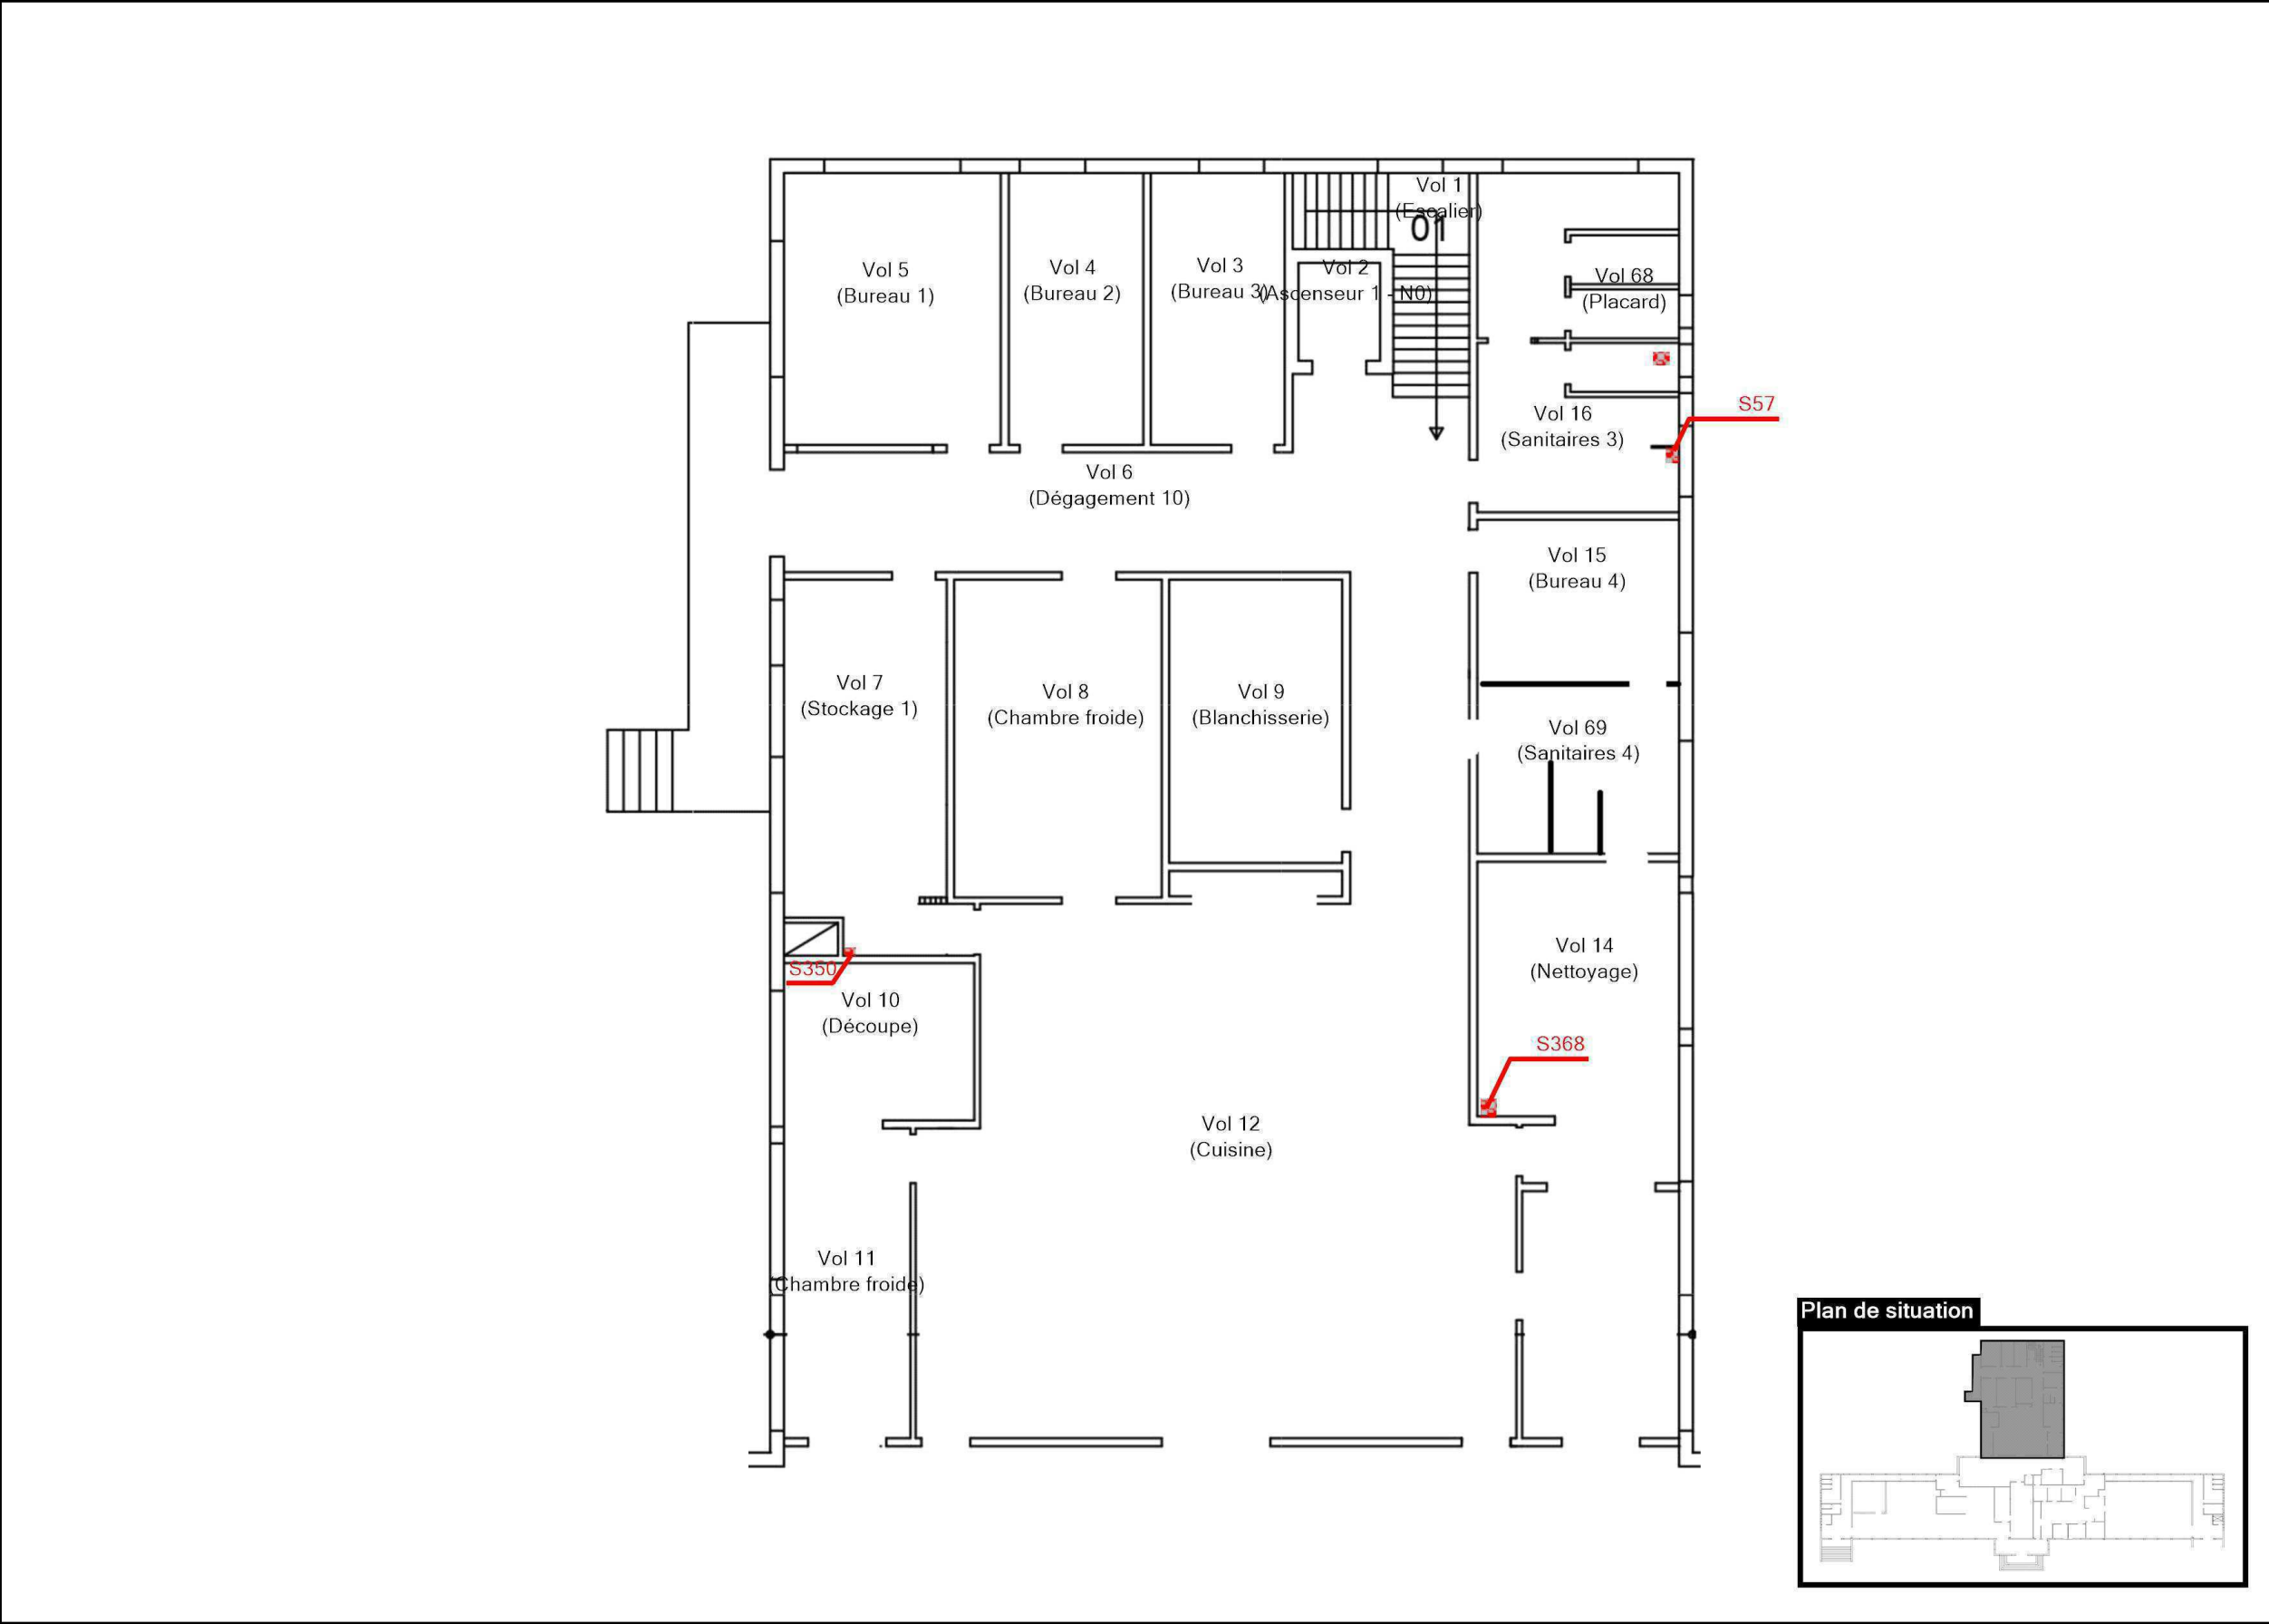 Vol 1
(Escalier)
01
Vol 5
(Bureau 1)
Vol 4
(Bureau 2)
Vol 3
(Bureau 3)
Vol 2
(Ascenseur 1 - N0)
Vol 68
(Placard)
S57
Vol 16
(Sanitaires 3)
Vol 6
(Dégagement 10)
Vol 15
(Bureau 4)
Vol 7
(Stockage 1)
Vol 8
(Chambre froide)
Vol 9
(Blanchisserie)
Vol 69
(Sanitaires 4)
S350
Vol 14
(Nettoyage)
Vol 10
(Découpe)
S368
Vol 12
(Cuisine)
Vol 11
(Chambre froide)
Plan de situation